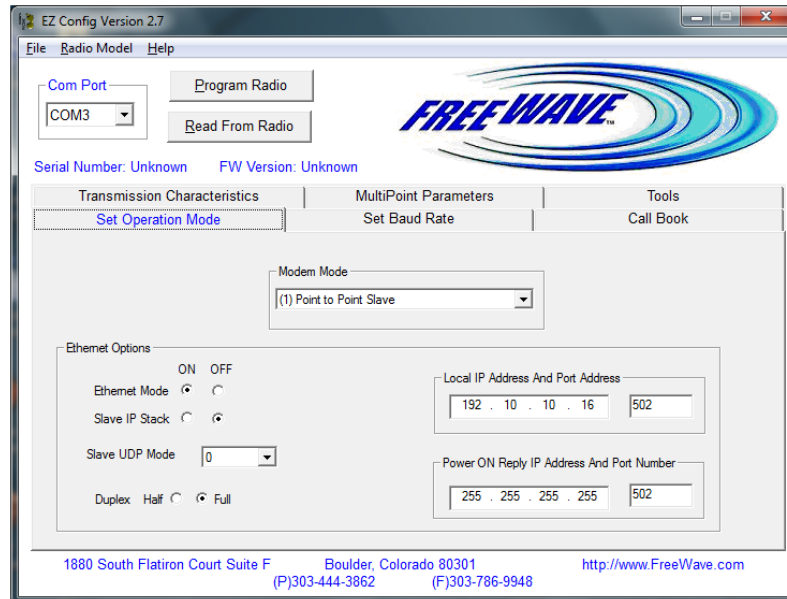 EZ Config Version 2.7
File Radio Model Help
Com Port
COM3
Program Radio
Read From Radio
FREEWAVE™
Serial Number: Unknown FW Version: Unknown
Transmission Characteristics MultiPoint Parameters Tools
Set Operation Mode Set Baud Rate Call Book
Modem Mode
(1) Point to Point Slave
Ethernet Options
ON OFF
Ethernet Mode
Slave IP Stack
Slave UDP Mode 0
Duplex Half Full
Local IP Address And Port Address
192 . 10 . 10 . 16 502
Power ON Reply IP Address And Port Number
255 . 255 . 255 . 255 502
1880 South Flatiron Court Suite F Boulder, Colorado 80301 http://www.FreeWave.com
(P)303-444-3862 (F)303-786-9948